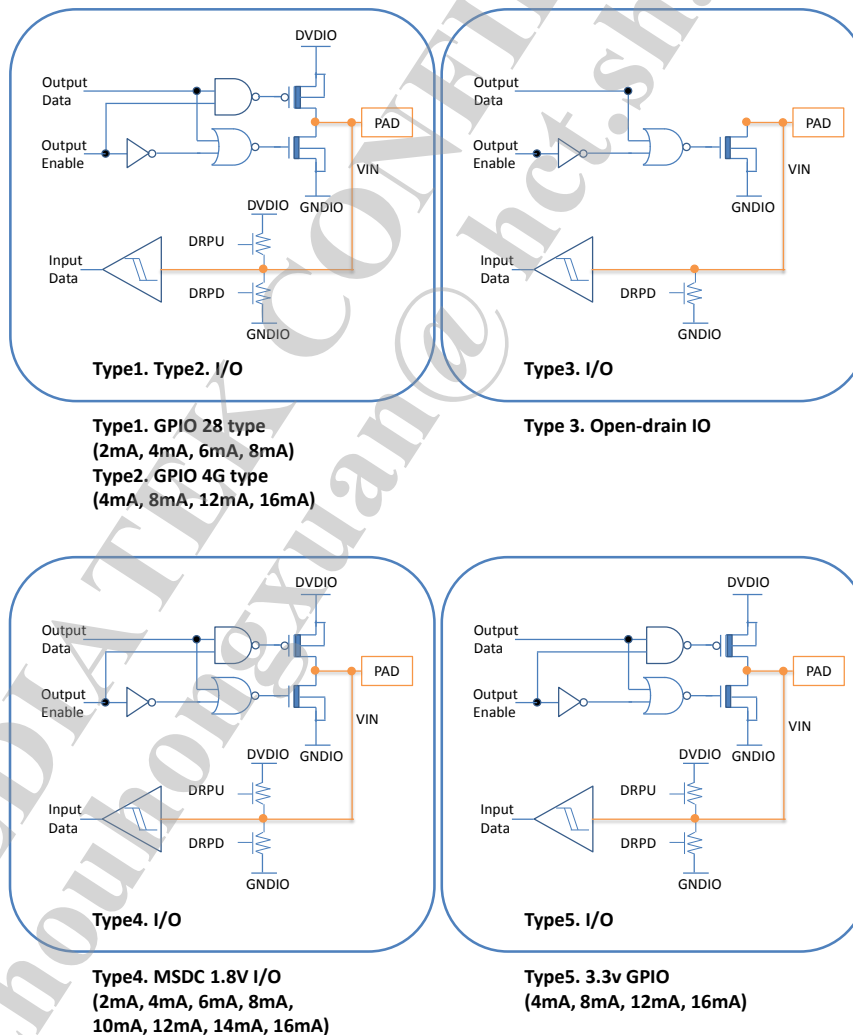 DVDIO
Output
Data
PAD
Output
Enable
VIN
GNDIO
DVDIO
DRPU
Input
Data
DRPD
GNDIO
Type1. Type2. I/O
Type1. GPIO 28 type
(2mA, 4mA, 6mA, 8mA)
Type2. GPIO 4G type
(4mA, 8mA, 12mA, 16mA)
Output
Data
PAD
Output
Enable
VIN
GNDIO
Input
Data
DRPD
GNDIO
Type3. I/O
Type 3. Open-drain IO
DVDIO
Output
Data
PAD
Output
Enable
VIN
GNDIO
DVDIO
DRPU
Input
Data
DRPD
GNDIO
Type4. I/O
Type4. MSDC 1.8V I/O
(2mA, 4mA, 6mA, 8mA,
10mA, 12mA, 14mA, 16mA)
DVDIO
Output
Data
PAD
Output
Enable
VIN
GNDIO
DVDIO
DRPU
Input
Data
DRPD
GNDIO
Type5. I/O
Type5. 3.3v GPIO
(4mA, 8mA, 12mA, 16mA)
EDIATEK CONFI
houhongxuan@hct.sh